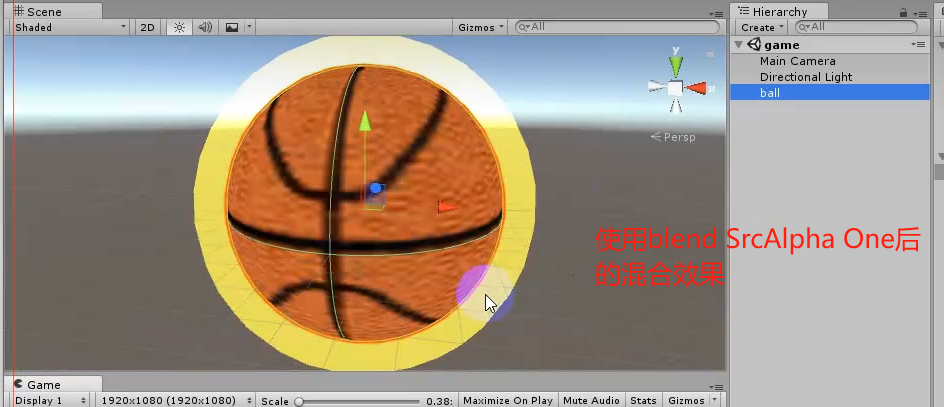 Scene
Shaded
2D
Gizmos
All
y
x
Persp
使用blend SrcAlpha One后
的混合效果
Game
Display 1
1920x1080 (1920x1080)
Scale
0.38:
Maximize On Play
Mute Audio
Stats
Gizmos
Hierarchy
Create
All
game
Main Camera
Directional Light
ball